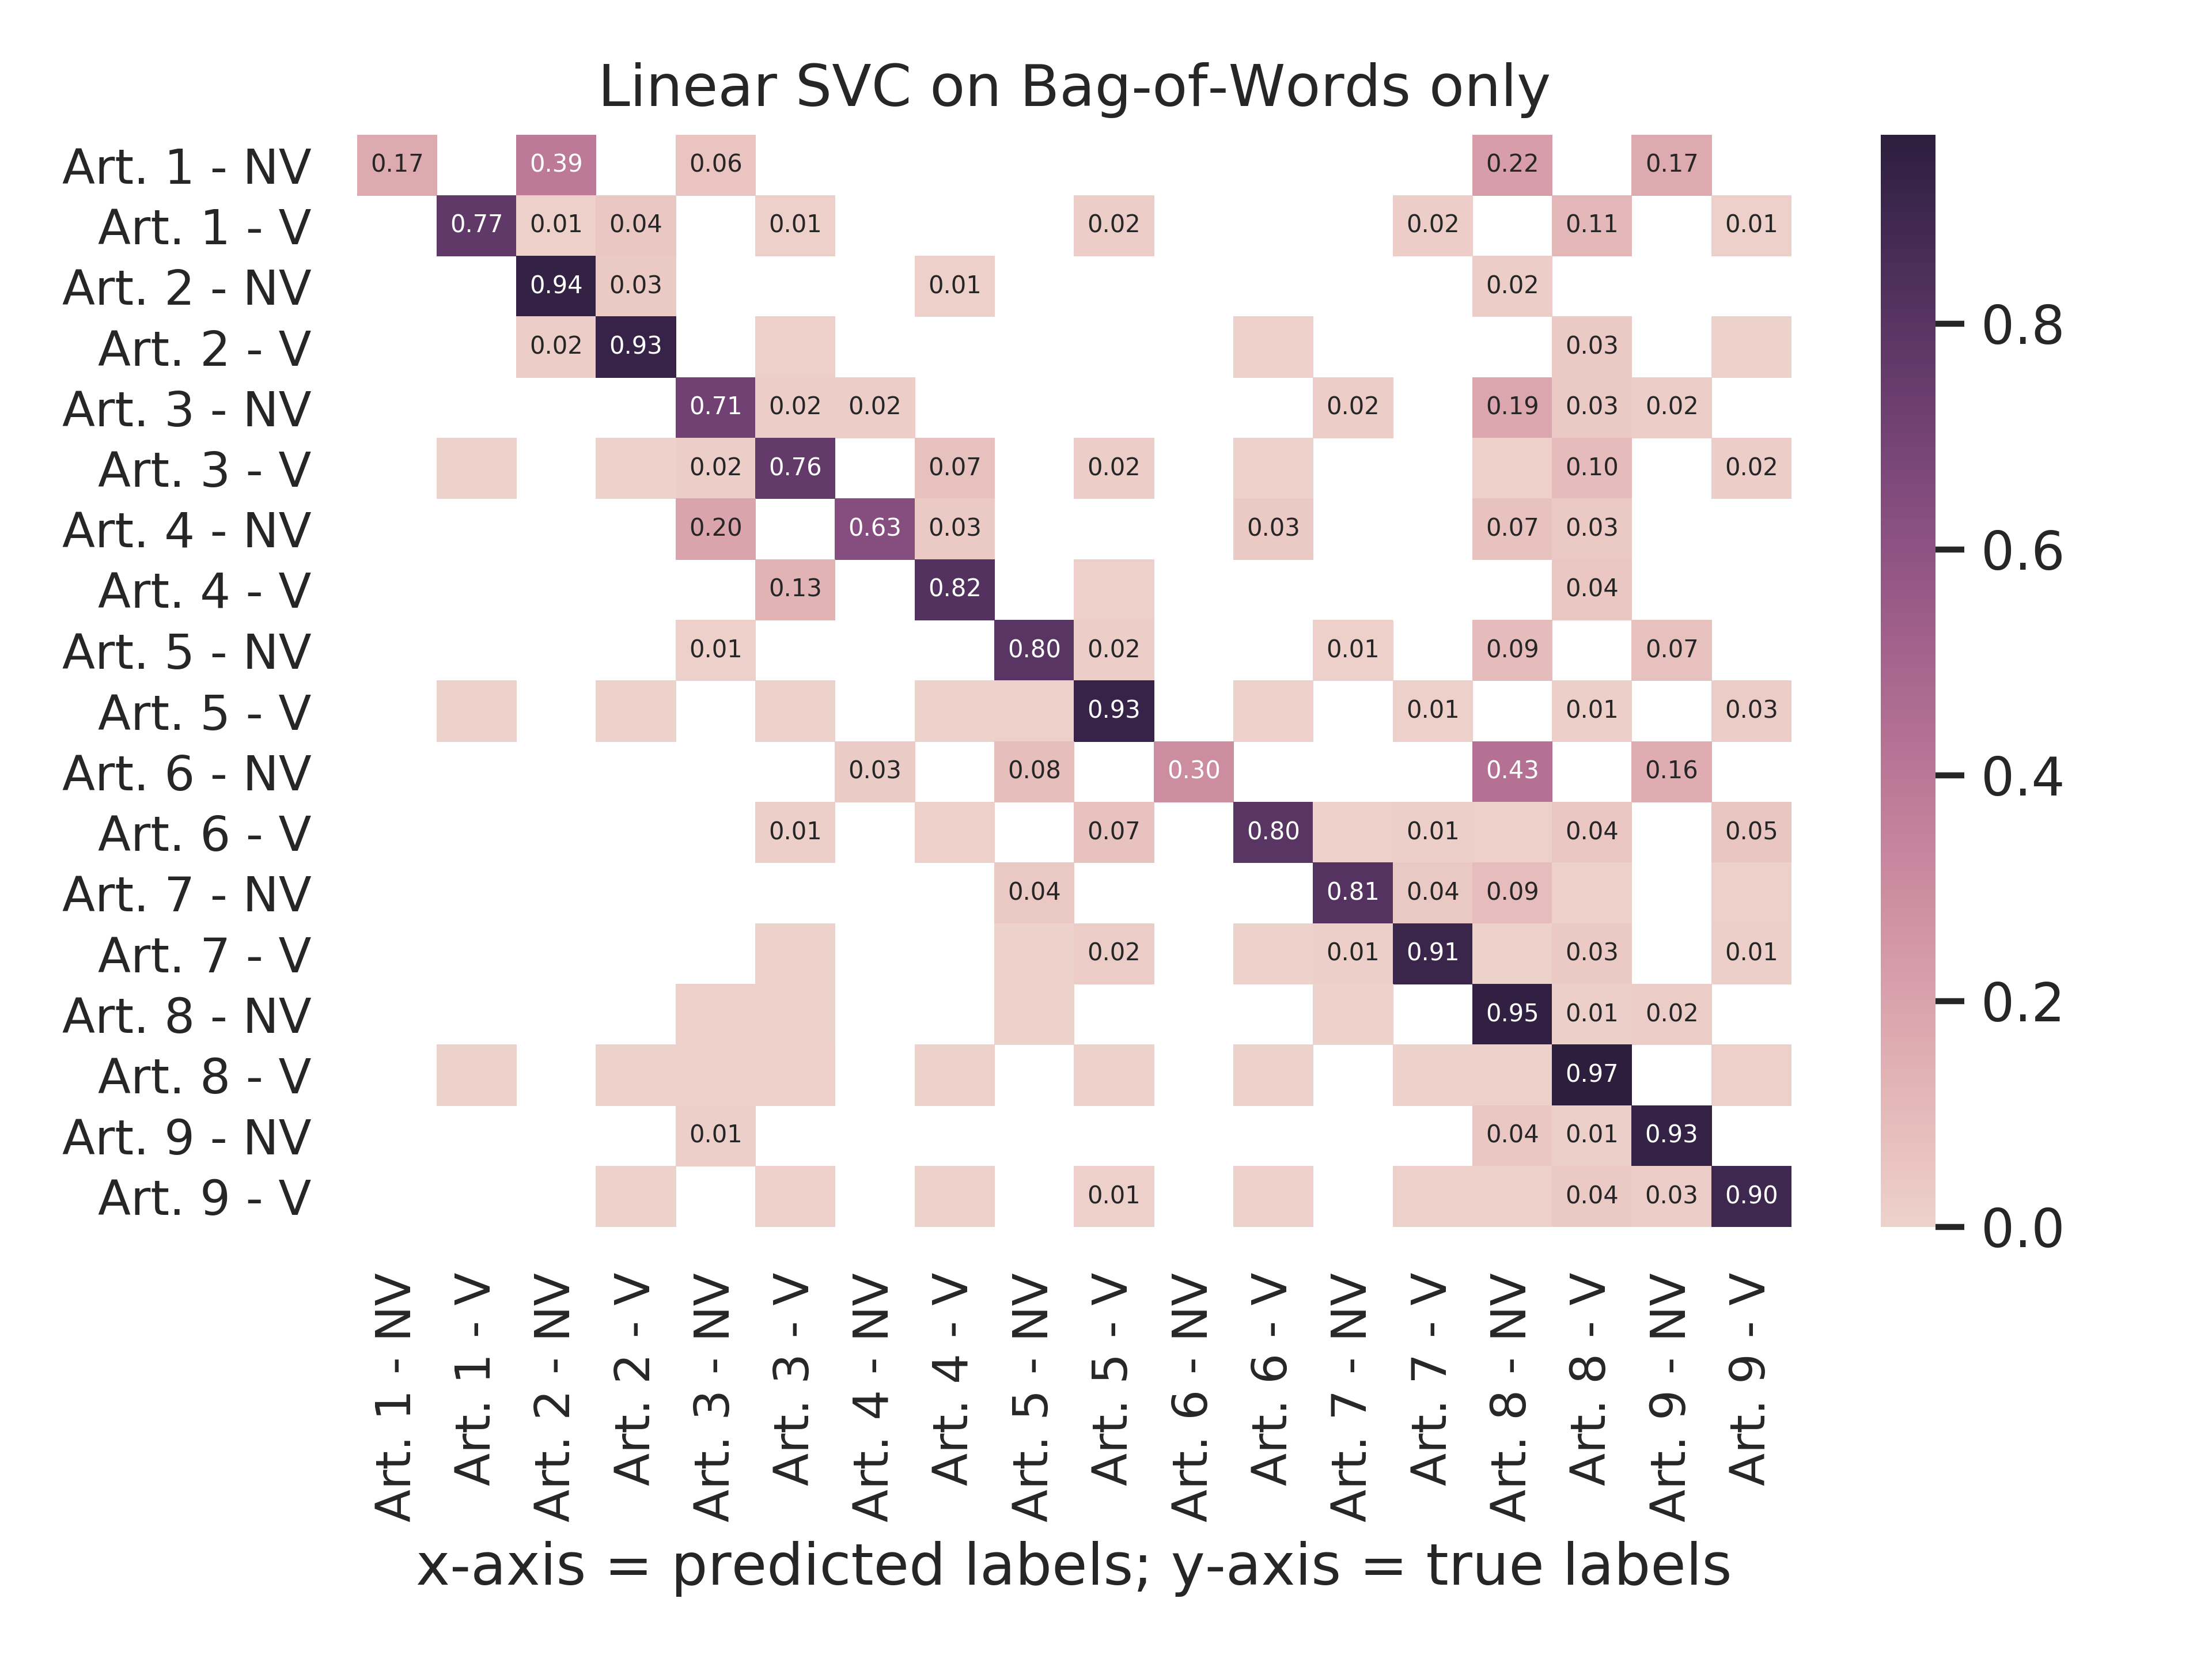 Linear SVC on Bag-of-Words only
Art. 1 - NV 0.17 0.39 0.06 0.22 0.17
Art. 1 - V 0.77 0.01 0.04 0.01 0.02 0.02 0.11 0.01
Art. 2 - NV 0.94 0.03 0.01 0.02
Art. 2 - V 0.02 0.93 0.03
Art. 3 - NV 0.71 0.02 0.02 0.02 0.19 0.03 0.02
Art. 3 - V 0.02 0.76 0.07 0.02 0.10 0.02
Art. 4 - NV 0.20 0.63 0.03 0.03 0.07 0.03
Art. 4 - V 0.13 0.82 0.04
Art. 5 - NV 0.01 0.80 0.02 0.01 0.09 0.07
Art. 5 - V 0.93 0.01 0.01 0.03
Art. 6 - NV 0.03 0.08 0.30 0.43 0.16
Art. 6 - V 0.01 0.07 0.80 0.01 0.04 0.05
Art. 7 - NV 0.04 0.81 0.04 0.09
Art. 7 - V 0.02 0.01 0.91 0.03 0.01
Art. 8 - NV 0.95 0.01 0.02
Art. 8 - V 0.97
Art. 9 - NV 0.01 0.04 0.01 0.93
Art. 9 - V 0.01 0.04 0.03 0.90
0.8
0.6
0.4
0.2
0.0
Art. 1 - NV
Art. 1 - V
Art. 2 - NV
Art. 2 - V
Art. 3 - NV
Art. 3 - V
Art. 4 - NV
Art. 4 - V
Art. 5 - NV
Art. 5 - V
Art. 6 - NV
Art. 6 - V
Art. 7 - NV
Art. 7 - V
Art. 8 - NV
Art. 8 - V
Art. 9 - NV
Art. 9 - V
x-axis = predicted labels; y-axis = true labels